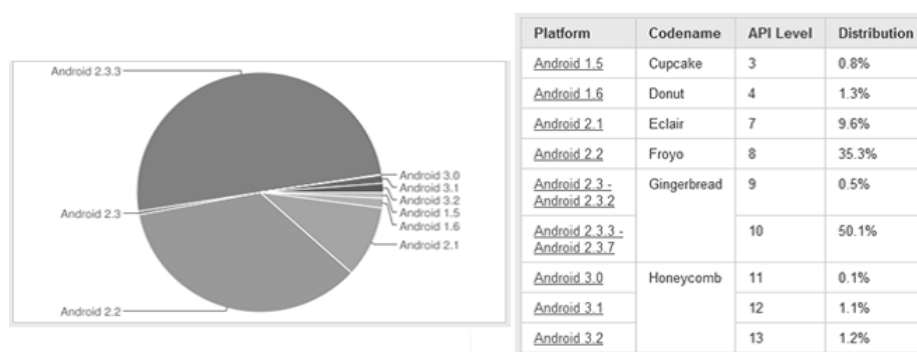 Android 2.3.3
Android 3.0
Android 3.1
Android 3.2
Android 1.5
Android 1.6
Android 2.1
Android 2.3
Android 2.2
Platform Codename API Level Distribution
Android 1.5 Cupcake 3 0.8%
Android 1.6 Donut 4 1.3%
Android 2.1 Eclair 7 9.6%
Android 2.2 Froyo 8 35.3%
Android 2.3 - Gingerbread 9 0.5%
Android 2.3.2
Android 2.3.3 - 10 50.1%
Android 2.3.7
Android 3.0 Honeycomb 11 0.1%
Android 3.1 12 1.1%
Android 3.2 13 1.2%